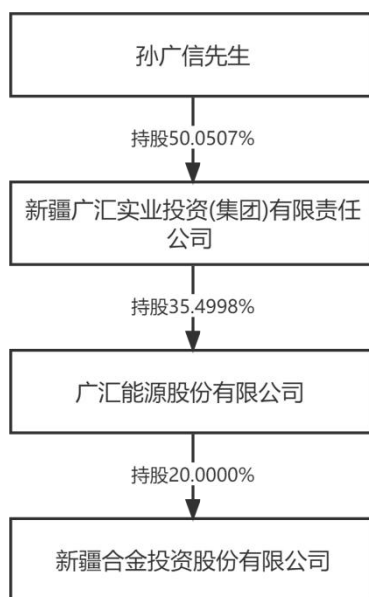 孙广信先生
持股50.0507%
新疆广汇实业投资(集团)有限责任
公司
持股35.4998%
广汇能源股份有限公司
持股20.0000%
新疆合金投资股份有限公司